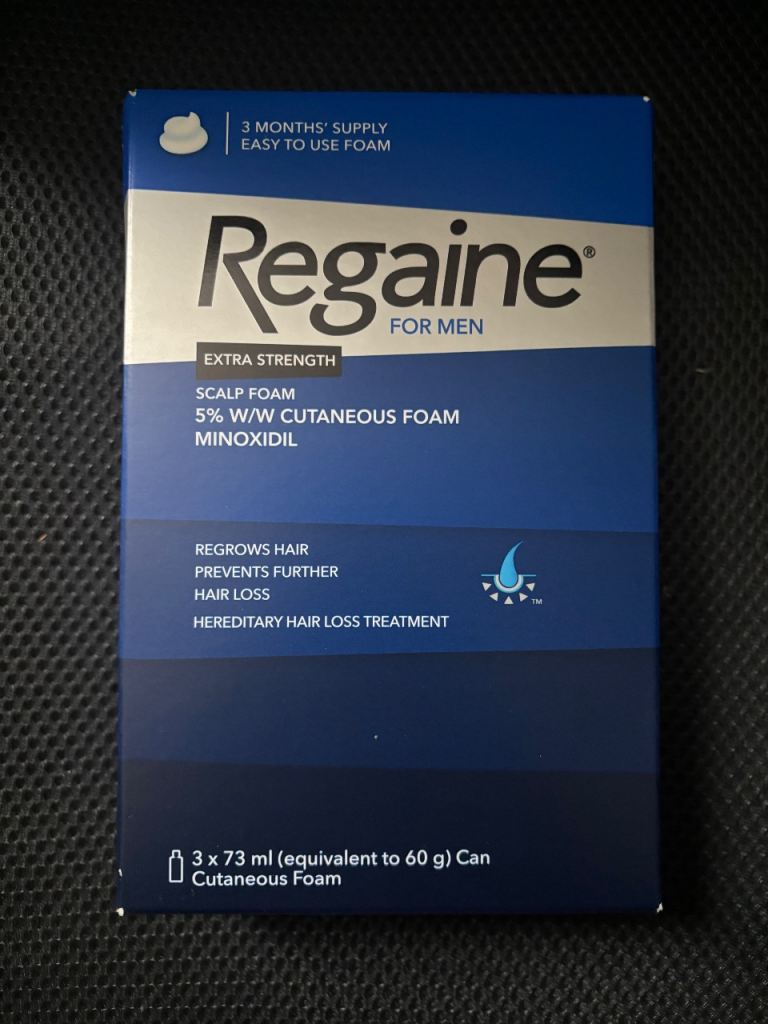 3 MONTHS' SUPPLY
EASY TO USE FOAM
Regaine®
FOR MEN
EXTRA STRENGTH
SCALP FOAM
5% W/W CUTANEOUS FOAM
MINOXIDIL
REGROWS HAIR
PREVENTS FURTHER
HAIR LOSS
TM
HEREDITARY HAIR LOSS TREATMENT
3 x 73 ml (equivalent to 60 g) Can
Cutaneous Foam